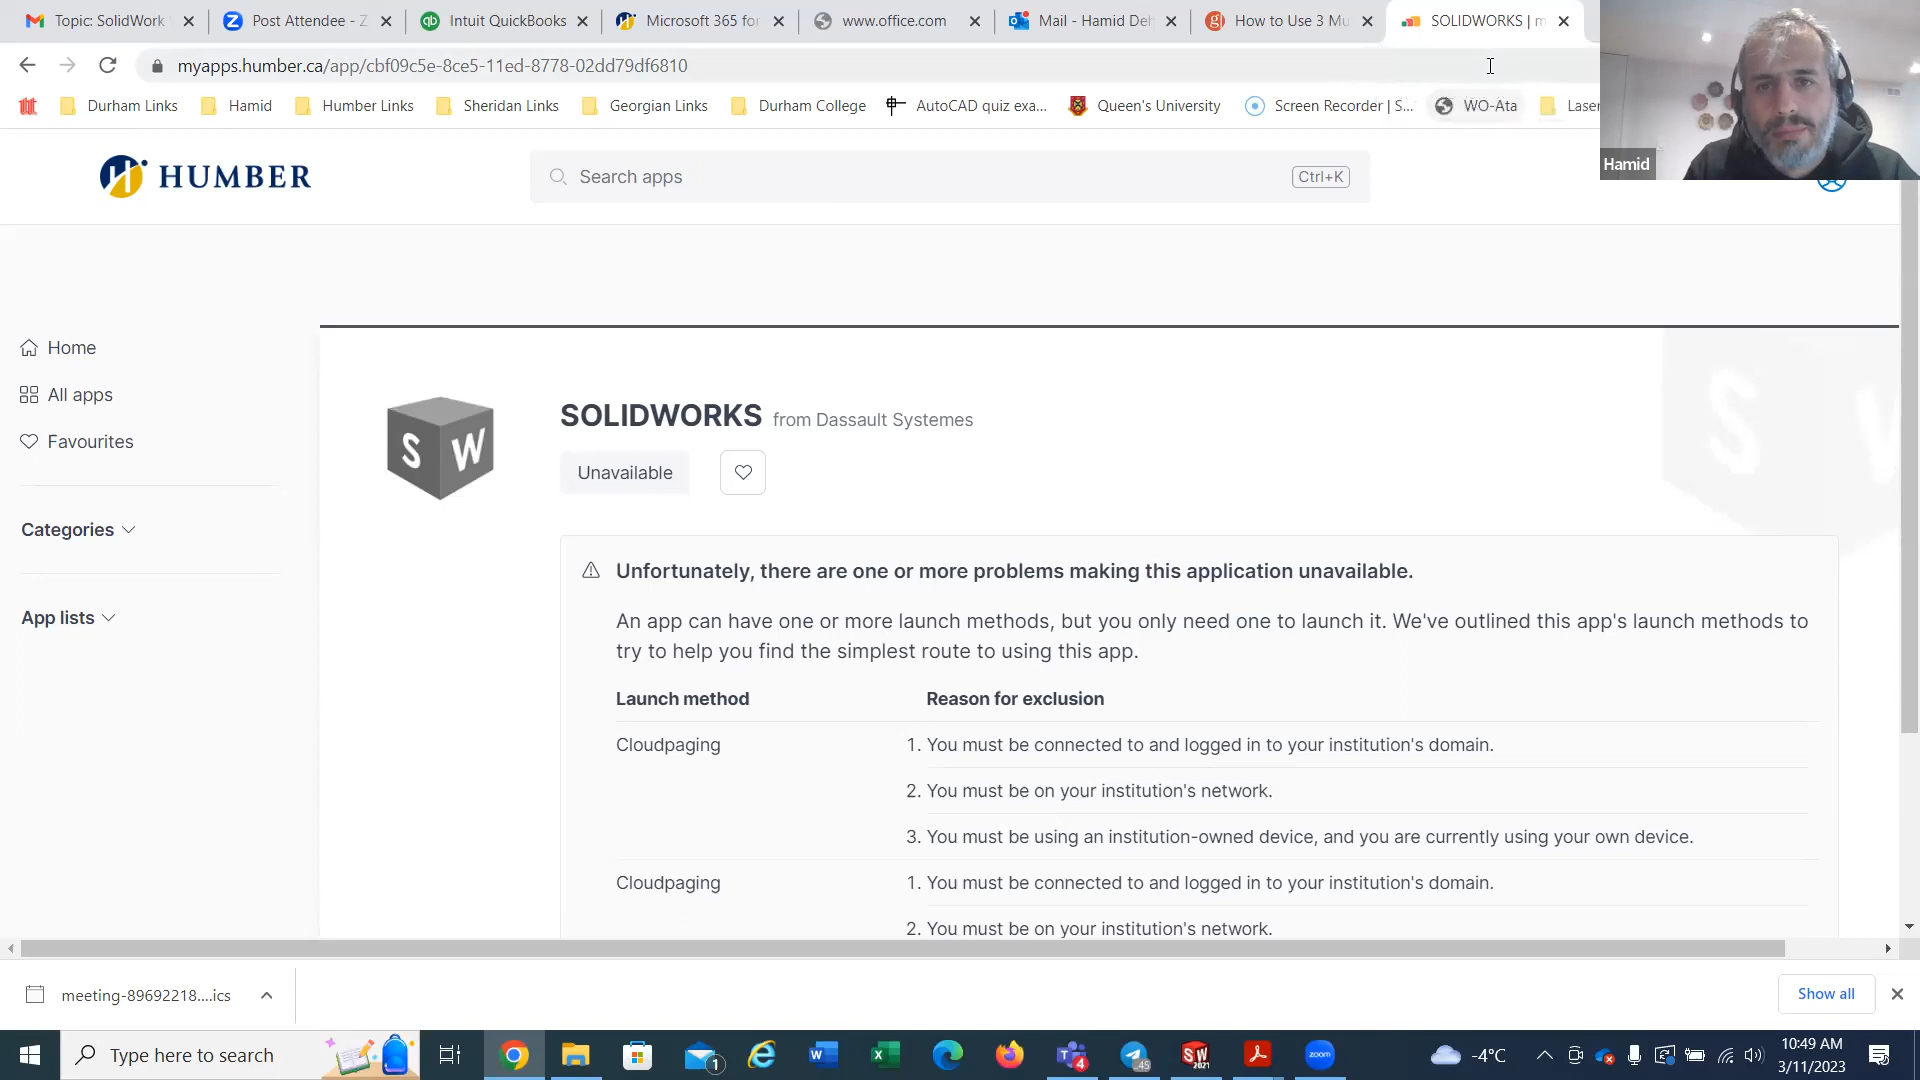 Topic: SolidWork
Post Attendee - Z
Intuit QuickBooks
Microsoft 365 for
www.office.com
Mail - Hamid Deh
How to Use 3 Mu
SOLIDWORKS | m
myapps.humber.ca/app/cbf09c5e-8ce5-11ed-8778-02dd79df6810
Durham Links
Hamid
Humber Links
Sheridan Links
Georgian Links
Durham College
AutoCAD quiz exa...
Queen's University
Screen Recorder | S...
WO-Ata
Laser
Hamid
HUMBER
Search apps
Ctrl+K
Home
All apps
Favourites
Categories
App lists
S W
SOLIDWORKS from Dassault Systemes
Unavailable
Unfortunately, there are one or more problems making this application unavailable.
An app can have one or more launch methods, but you only need one to launch it. We've outlined this app's launch methods to
try to help you find the simplest route to using this app.
Launch method Reason for exclusion
Cloudpaging 1. You must be connected to and logged in to your institution's domain.
2. You must be on your institution's network.
3. You must be using an institution-owned device, and you are currently using your own device.
Cloudpaging 1. You must be connected to and logged in to your institution's domain.
2. You must be on your institution's network.
meeting-89692218....ics
Show all
Type here to search
-4°C
10:49 AM
3/11/2023